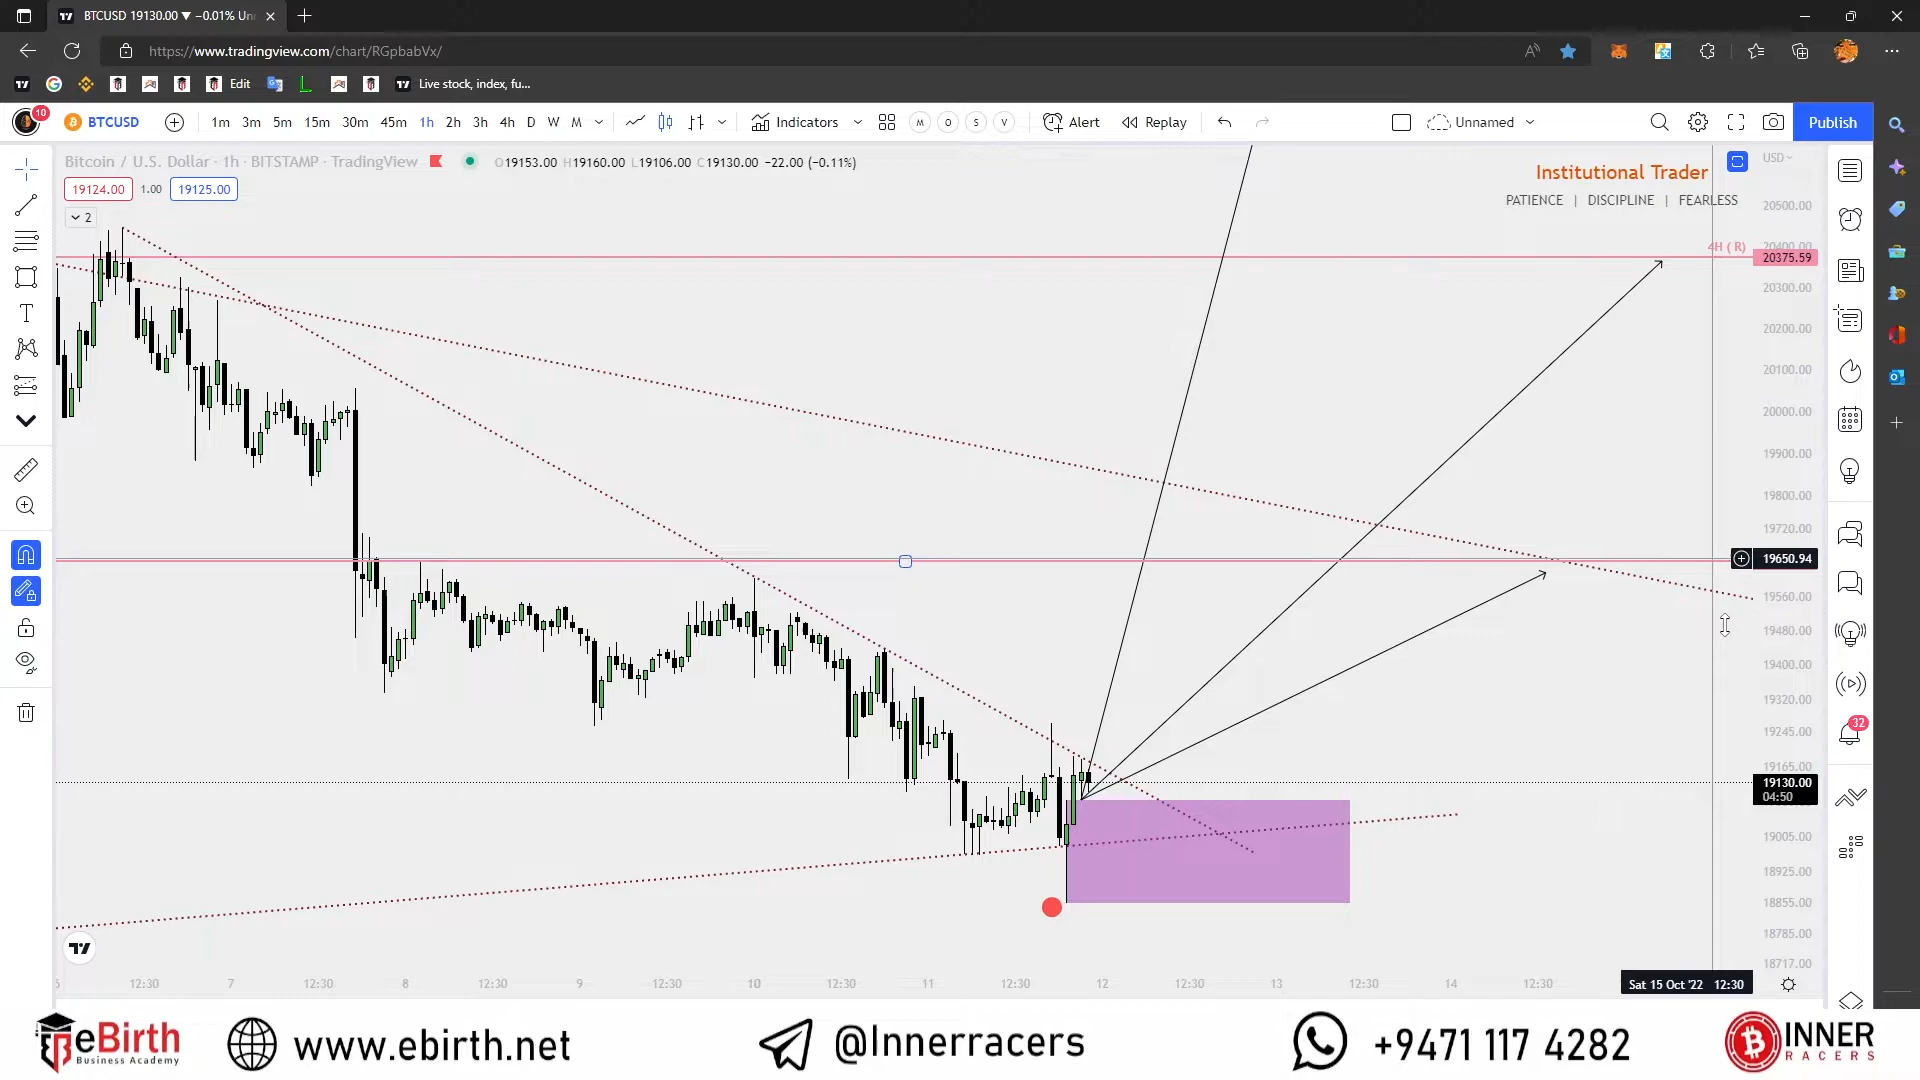 BTCUSD 19130.00 ▼ −0.01% Un
https://www.tradingview.com/chart/RGpbabVx/
Edit
Live stock, index, fu...
10
BTCUSD
1m 3m 5m 15m 30m 45m 1h 2h 3h 4h D W M
Indicators
M O S V
Alert
Replay
Unnamed
Publish
Bitcoin / U.S. Dollar · 1h · BITSTAMP · TradingView
O19153.00 H19160.00 L19106.00 C19130.00 −22.00 (−0.11%)
Institutional Trader
USD
19124.00 1.00 19125.00
PATIENCE | DISCIPLINE | FEARLESS
2
20500.00
4H ( R)
20400.00
20375.59
20300.00
20200.00
20100.00
20000.00
19900.00
19800.00
19720.00
19650.94
19560.00
19480.00
19400.00
19320.00
32
19245.00
19165.00
19130.00
04:50
19005.00
18925.00
18855.00
18785.00
18717.00
12:30 7 12:30 8 12:30 9 12:30 10 12:30 11 12:30 12 12:30 13 12:30 14 12:30
Sat 15 Oct '22 12:30
eBirth
Business Academy
www.ebirth.net
@Innerracers
+9471 117 4282
INNER
RACERS